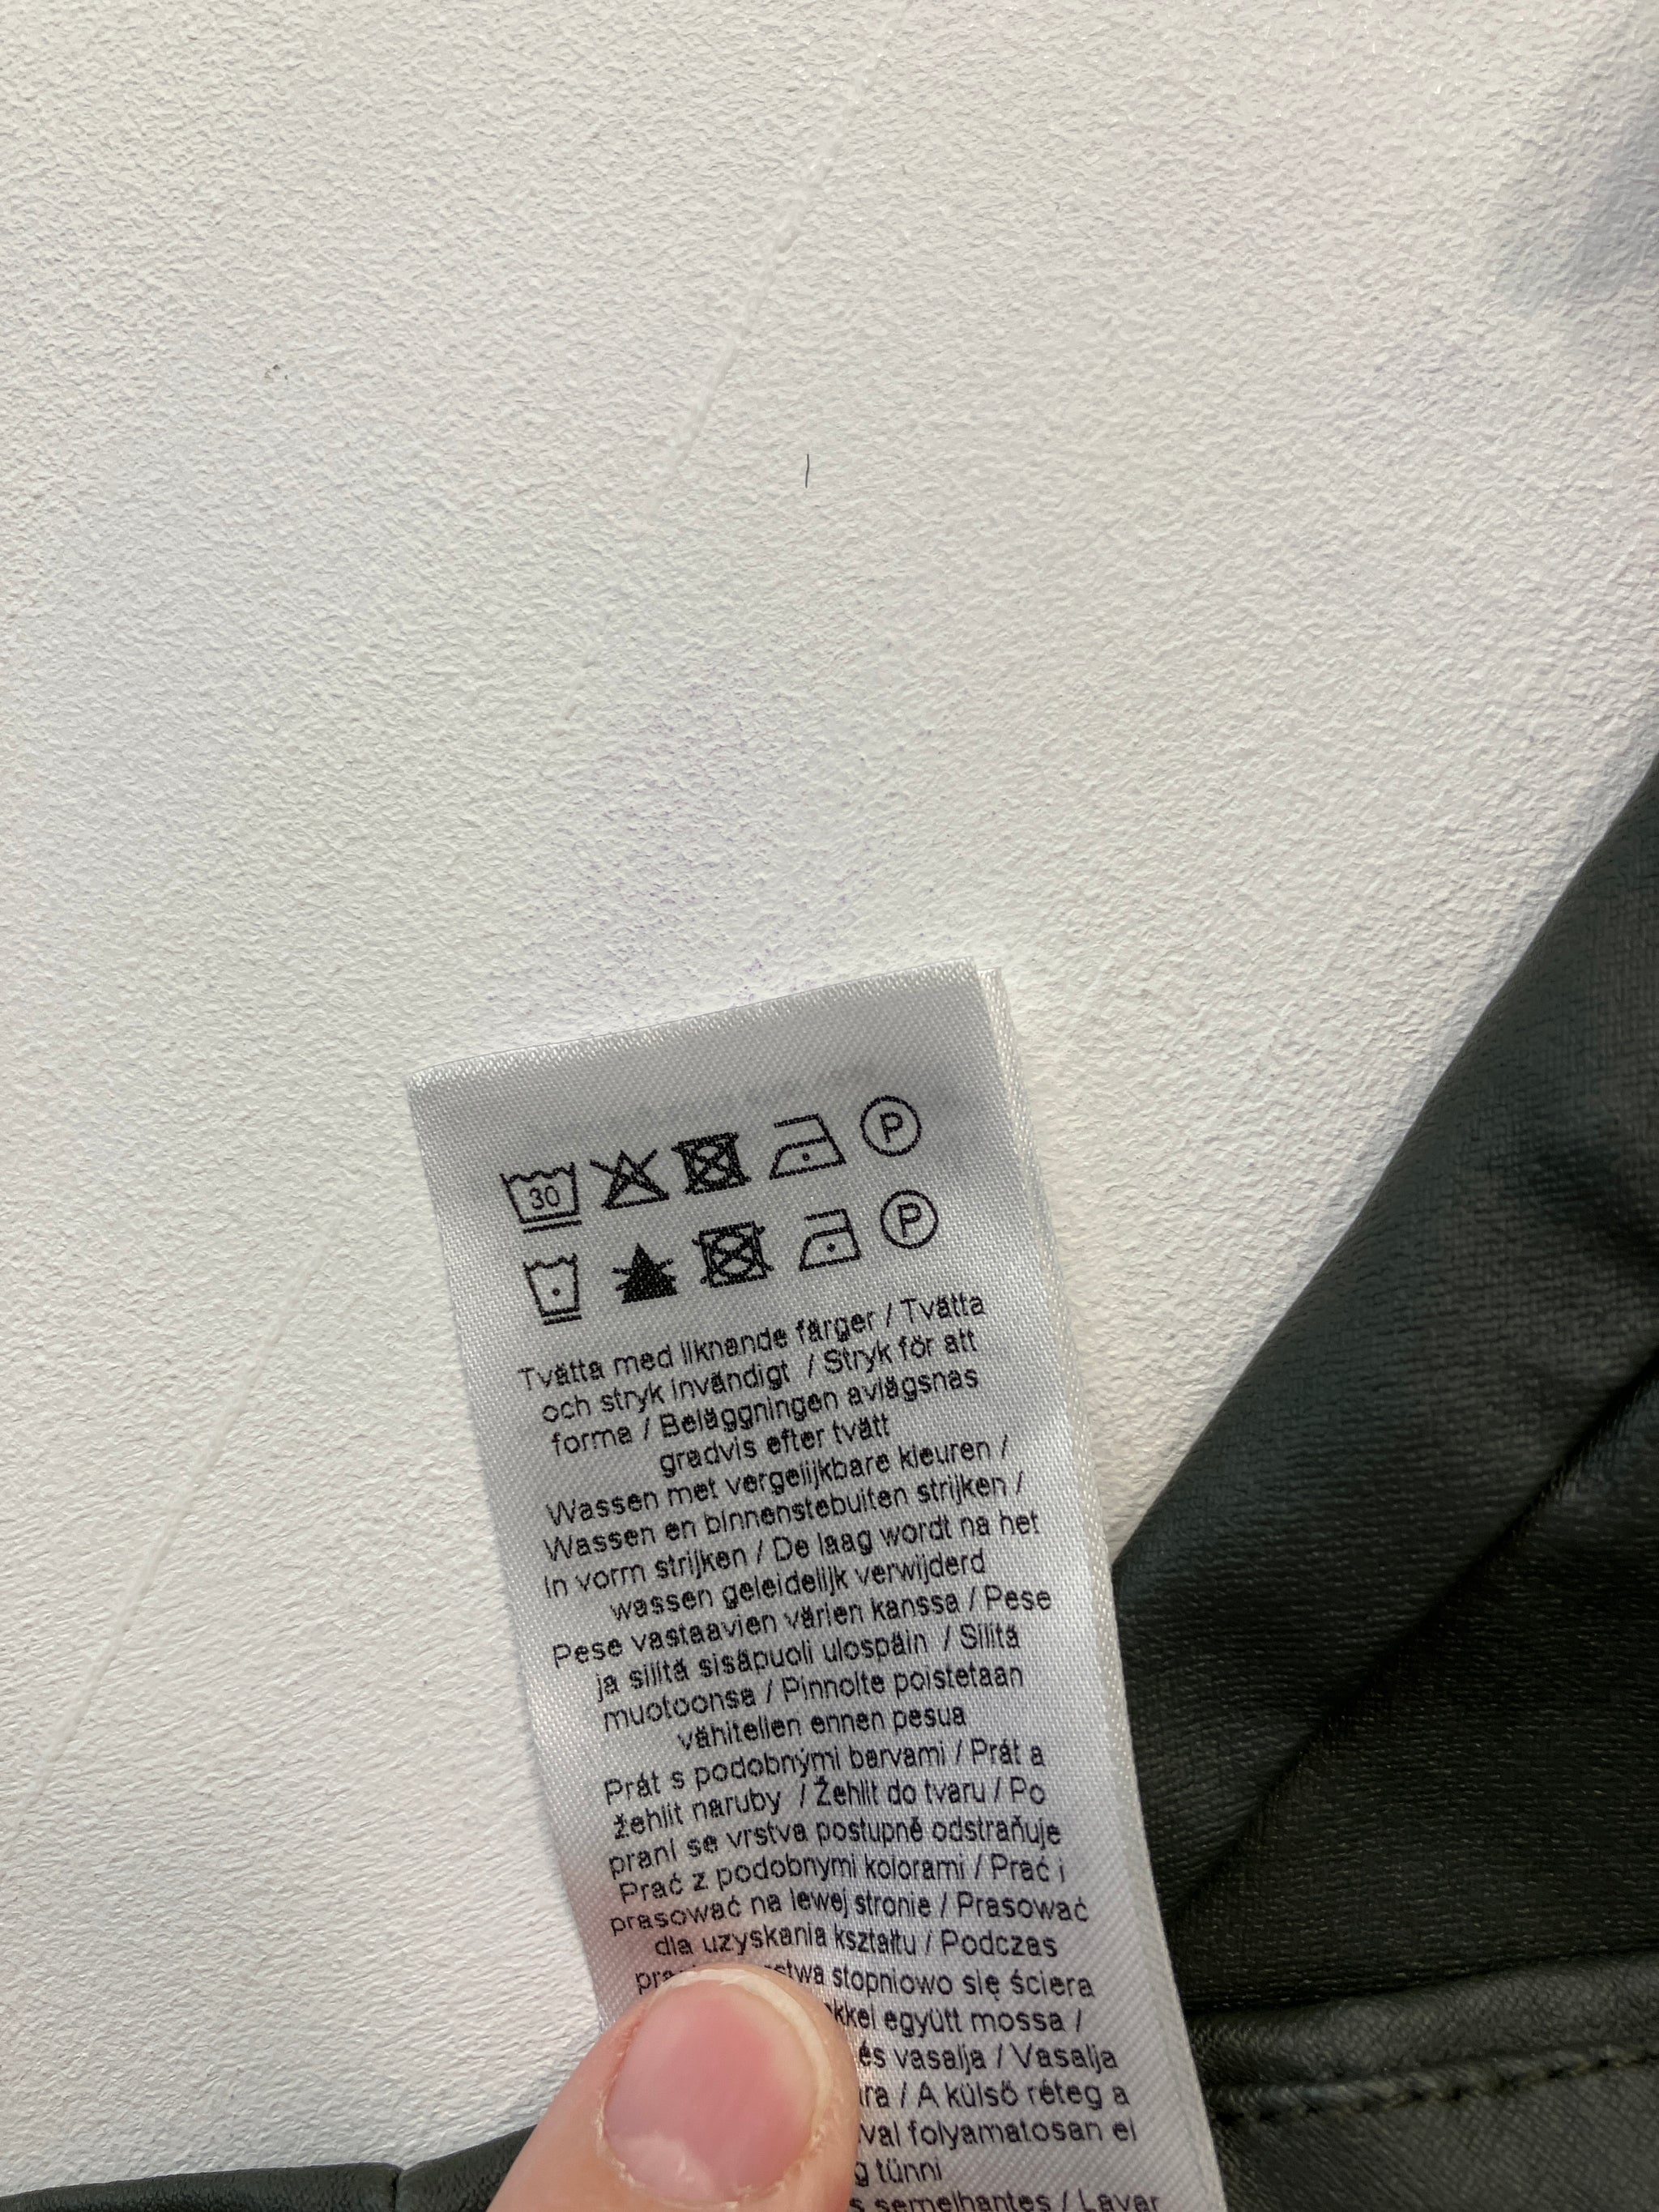 30 P
P
Tvätta med liknande färger / Tvätta
och stryk invändigt / Stryk för att
forma / Beläggningen avlägsnas
gradvis efter tvätt
Wassen met vergelijkbare kleuren /
Wassen en binnenstebuiten strijken /
In vorm strijken / De laag wordt na het
wassen geleidelijk verwijderd
Pese vastaavien värien kanssa / Pese
ja silitä sisäpuoli ulospäin / Silitä
muotoonsa / Pinnoite poistetaan
vähitellen ennen pesua
Prát s podobnými barvami / Prát a
žehlit naruby / Žehlit do tvaru / Po
praní se vrstva postupně odstraňuje
Prać z podobnymi kolorami / Prać i
prasować na lewej stronie / Prasować
dla uzyskania kształtu / Podczas
stopniowo się ściera
együtt mossa /
és vasalja / Vasalja
/ A külső réteg a
folyamatosan el
tűnni
semelhantes / Lavar